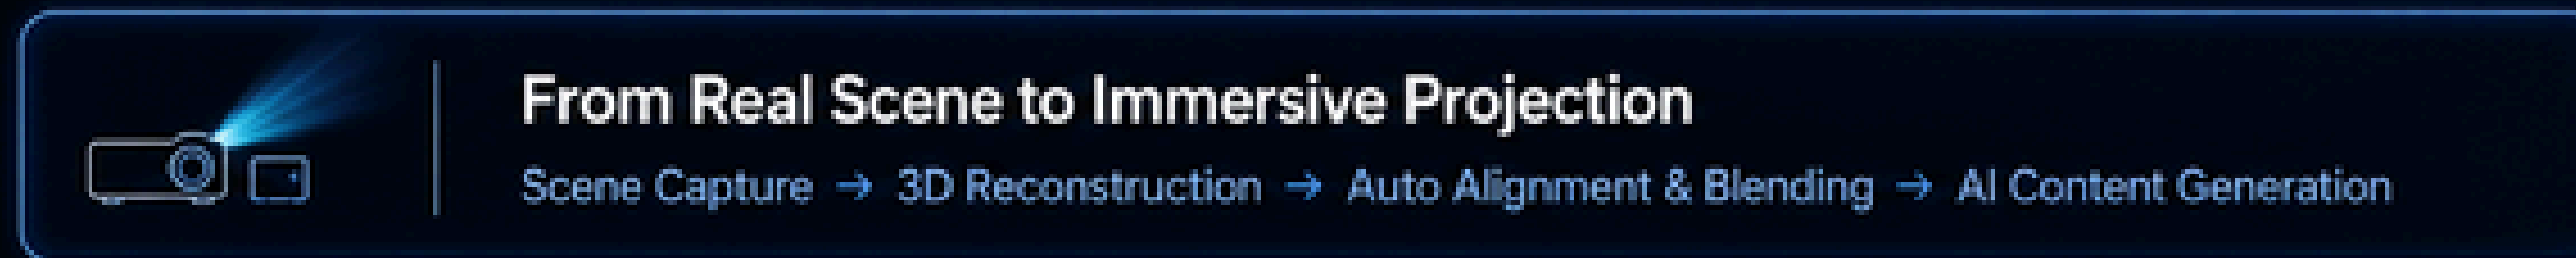 From Real Scene to Immersive Projection
Scene Capture → 3D Reconstruction → Auto Alignment & Blending → AI Content Generation